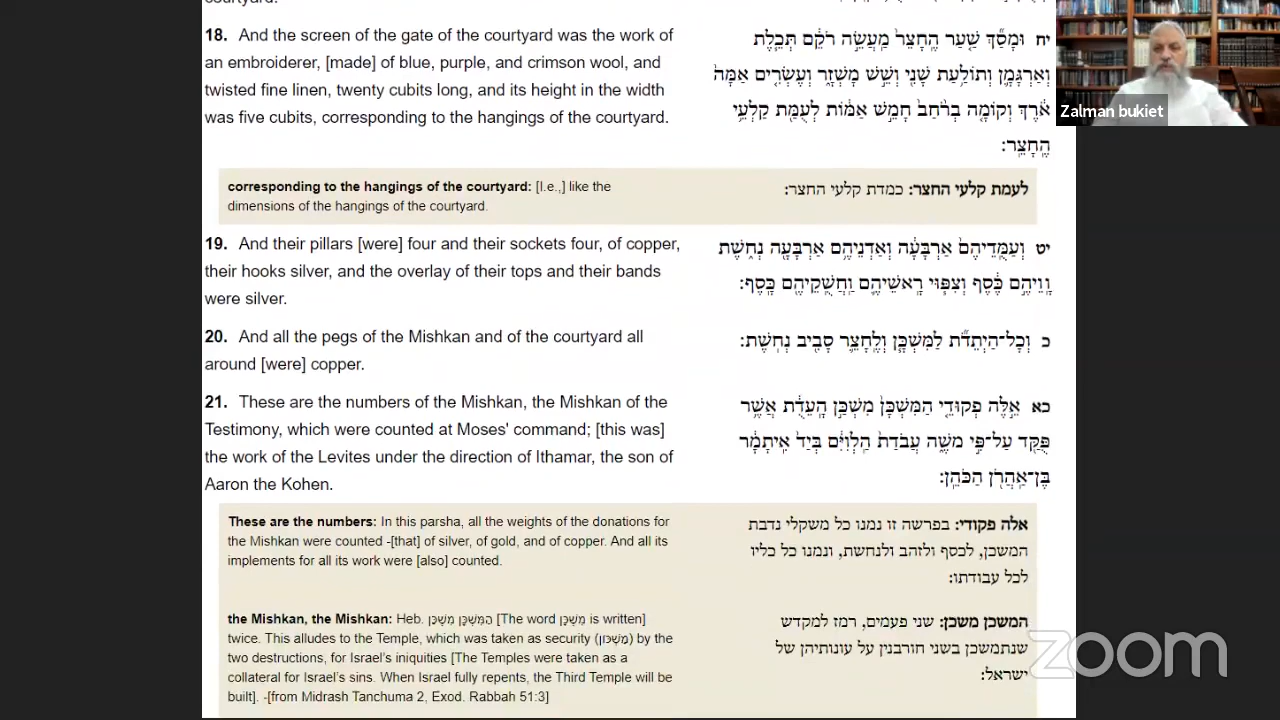 courtyard.
18. And the screen of the gate of the courtyard was the work of
an embroiderer, [made] of blue, purple, and crimson wool, and
twisted fine linen, twenty cubits long, and its height in the width
was five cubits, corresponding to the hangings of the courtyard.
יח וּמָסַ֞ךְ שַׁ֤עַר הֶֽחָצֵר֙ מַֽעֲשֵׂ֣ה רֹקֵ֔ם תְּכֵ֧לֶת
וְאַרְגָּמָ֛ן וְתוֹלַ֥עַת שָׁנִ֖י וְשֵׁ֣שׁ מָשְׁזָ֑ר וְעֶשְׂרִ֤ים אַמָּה֙
אֹ֔רֶךְ וְקוֹמָ֤ה בְרֹ֨חַב֙ חָמֵ֣שׁ אַמּ֔וֹת לְעֻמַּ֖ת קַלְעֵ֥י
הֶֽחָצֵֽר:
corresponding to the hangings of the courtyard: [I.e.,] like the
dimensions of the hangings of the courtyard.
לעמת קלעי החצר: כמדת קלעי החצר:
19. And their pillars [were] four and their sockets four, of copper,
their hooks silver, and the overlay of their tops and their bands
were silver.
יט וְעַמֻּֽדֵיהֶם֙ אַרְבָּעָ֔ה וְאַדְנֵיהֶ֥ם אַרְבָּעָ֖ה נְח֑שֶׁת
וָֽוֵיהֶ֣ם כֶּ֔סֶף וְצִפּ֧וּי רָֽאשֵׁיהֶ֛ם וַֽחֲשֻֽׁקֵיהֶ֖ם כָּֽסֶף:
20. And all the pegs of the Mishkan and of the courtyard all
around [were] copper.
כ וְכָל־הַיְתֵדֹ֞ת לַמִּשְׁכָּ֧ן וְלֶֽחָצֵ֛ר סָבִ֖יב נְחֽשֶׁת:
21. These are the numbers of the Mishkan, the Mishkan of the
Testimony, which were counted at Moses' command; [this was]
the work of the Levites under the direction of Ithamar, the son of
Aaron the Kohen.
כא אֵ֣לֶּה פְקוּדֵ֤י הַמִּשְׁכָּן֙ מִשְׁכַּ֣ן הָֽעֵדֻ֔ת אֲשֶׁ֥ר
פֻּקַּ֖ד עַל־פִּ֣י משֶׁ֑ה עֲבֹדַת֙ הַֽלְוִיִּ֔ם בְּיַד֙ אִֽיתָמָ֔ר
בֶּן־אַֽהֲרֹ֖ן הַכֹּהֵֽן:
These are the numbers: In this parsha, all the weights of the donations for
the Mishkan were counted -[that] of silver, of gold, and of copper. And all its
implements for all its work were [also] counted.
אלה פקודי: בפרשה זו נמנו כל משקלי נדבת
המשכן, לכסף ולזהב ולנחשת, ונמנו כל כליו
לכל עבודתו:
the Mishkan, the Mishkan: Heb. הַמִּשְׁכָּן מִשְׁכַּן [The word מִשְׁכָּן is written]
twice. This alludes to the Temple, which was taken as security (מַשְׁכּוֹן) by the
two destructions, for Israel's iniquities [The Temples were taken as a
collateral for Israel's sins. When Israel fully repents, the Third Temple will be
built]. -[from Midrash Tanchuma 2, Exod. Rabbah 51:3]
המשכן משכן: שני פעמים, רמז למקדש
שנתמשכן בשני חורבנין על עונותיהן של
ישראל:
Zalman bukiet
zoom